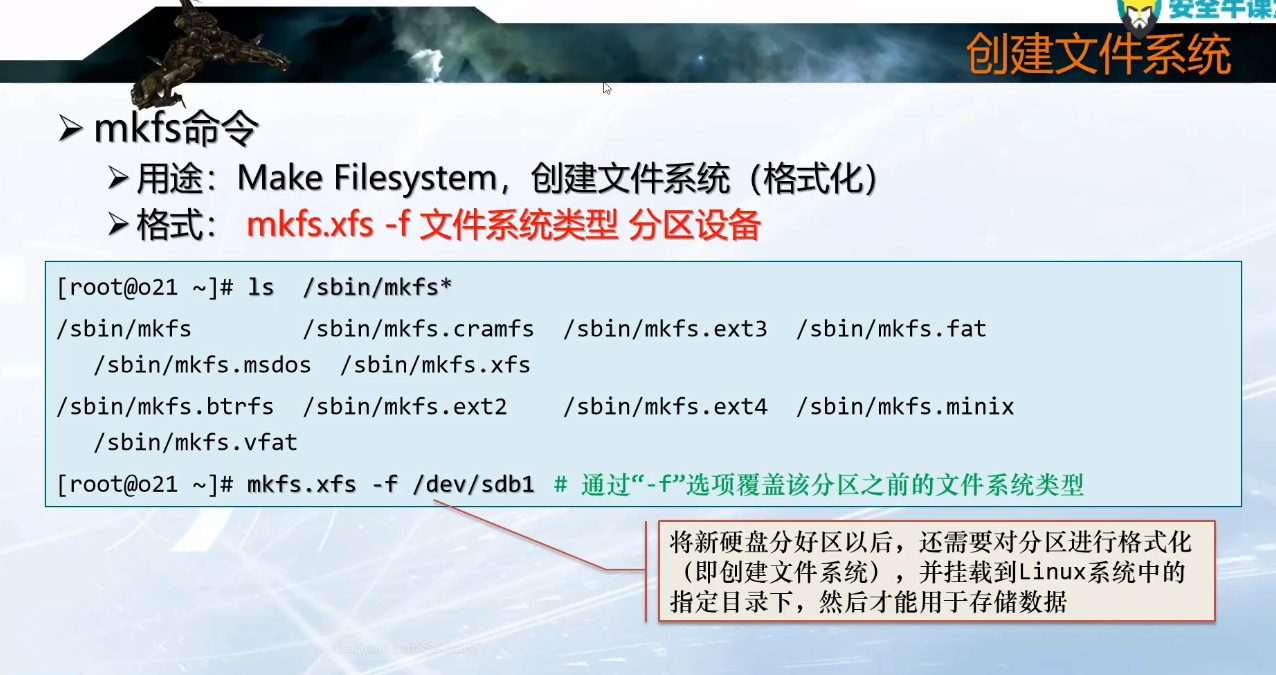 安全牛课堂
创建文件系统
➢ mkfs命令
➢ 用途：Make Filesystem，创建文件系统（格式化）
➢ 格式： mkfs.xfs -f 文件系统类型 分区设备
[root@o21 ~]# ls  /sbin/mkfs*
/sbin/mkfs        /sbin/mkfs.cramfs  /sbin/mkfs.ext3  /sbin/mkfs.fat
/sbin/mkfs.msdos  /sbin/mkfs.xfs
/sbin/mkfs.btrfs  /sbin/mkfs.ext2    /sbin/mkfs.ext4  /sbin/mkfs.minix
/sbin/mkfs.vfat
[root@o21 ~]# mkfs.xfs -f /dev/sdb1 # 通过“-f”选项覆盖该分区之前的文件系统类型
将新硬盘分好区以后，还需要对分区进行格式化
（即创建文件系统），并挂载到Linux系统中的
指定目录下，然后才能用于存储数据